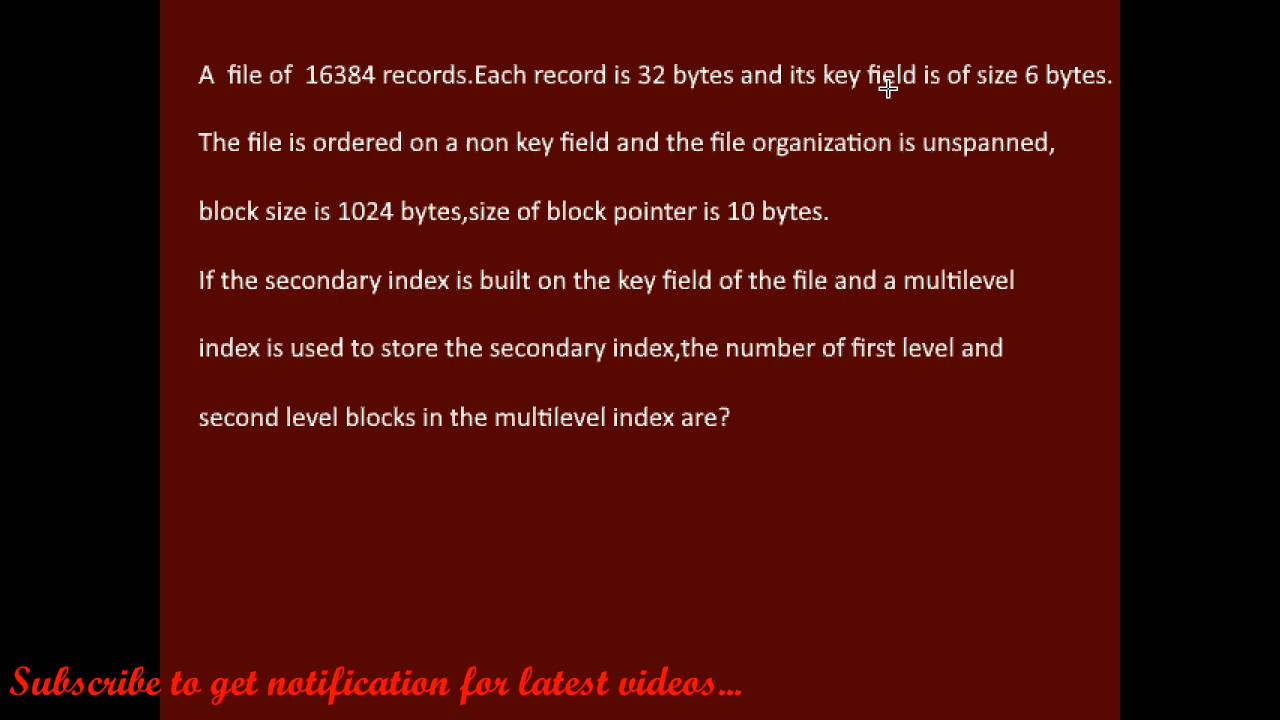 A file of 16384 records.Each record is 32 bytes and its key field is of size 6 bytes.
The file is ordered on a non key field and the file organization is unspanned,
block size is 1024 bytes,size of block pointer is 10 bytes.
If the secondary index is built on the key field of the file and a multilevel
index is used to store the secondary index,the number of first level and
second level blocks in the multilevel index are?
Subscribe to get notification for latest videos...